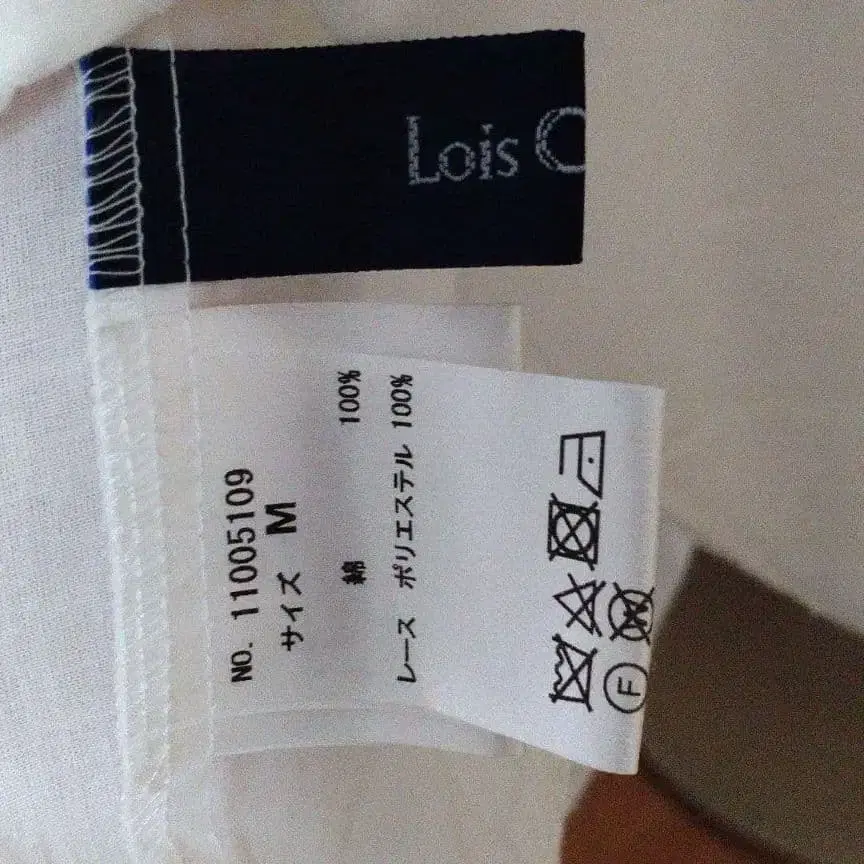 Lois C
NO. 11005109
サイズ M
綿 100%
レース ポリエステル 100%
F
W